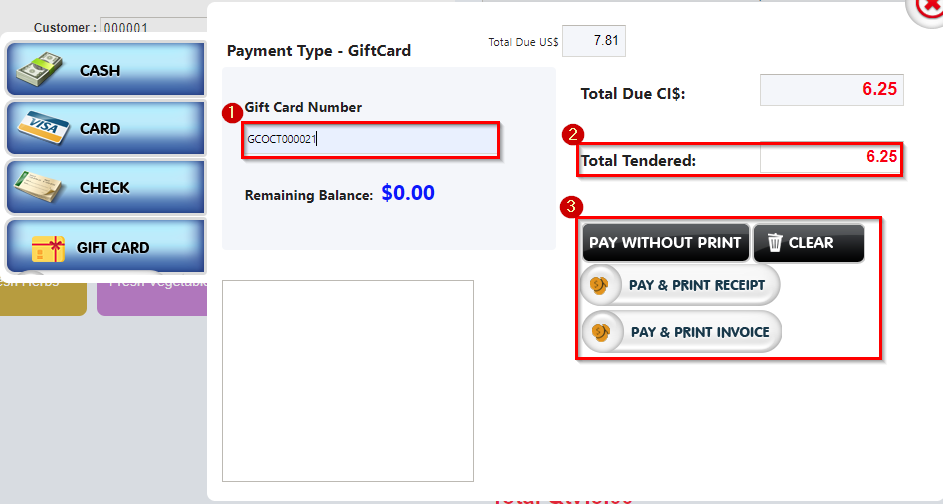 Customer : 000001
CASH
VISA
CARD
CHECK
GIFT CARD
Payment Type - GiftCard
Total Due US$ 7.81
1
Gift Card Number
GCOCT000021
Remaining Balance: $0.00
Total Due CI$: 6.25
2
Total Tendered: 6.25
3
PAY WITHOUT PRINT
CLEAR
PAY & PRINT RECEIPT
PAY & PRINT INVOICE